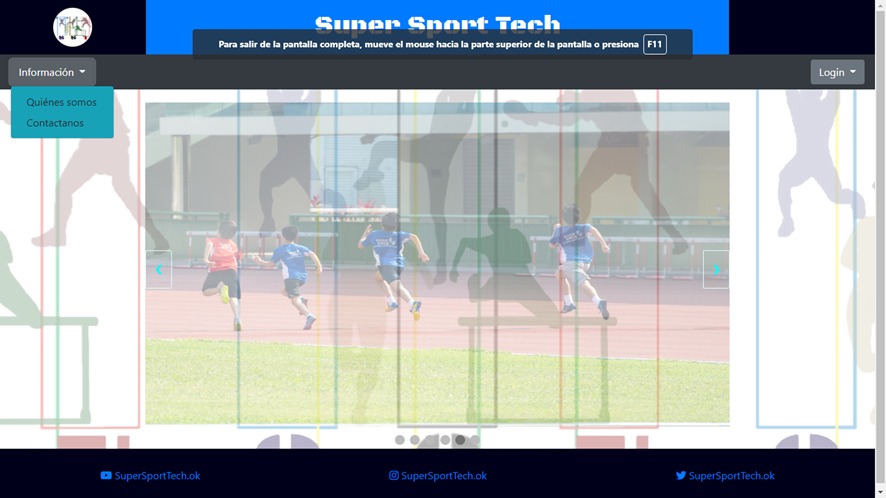 Super Sport Tech
Para salir de la pantalla completa, mueve el mouse hacia la parte superior de la pantalla o presiona F11
Información
Login
Quiénes somos
Contactanos
SuperSportTech.ok
SuperSportTech.ok
SuperSportTech.ok